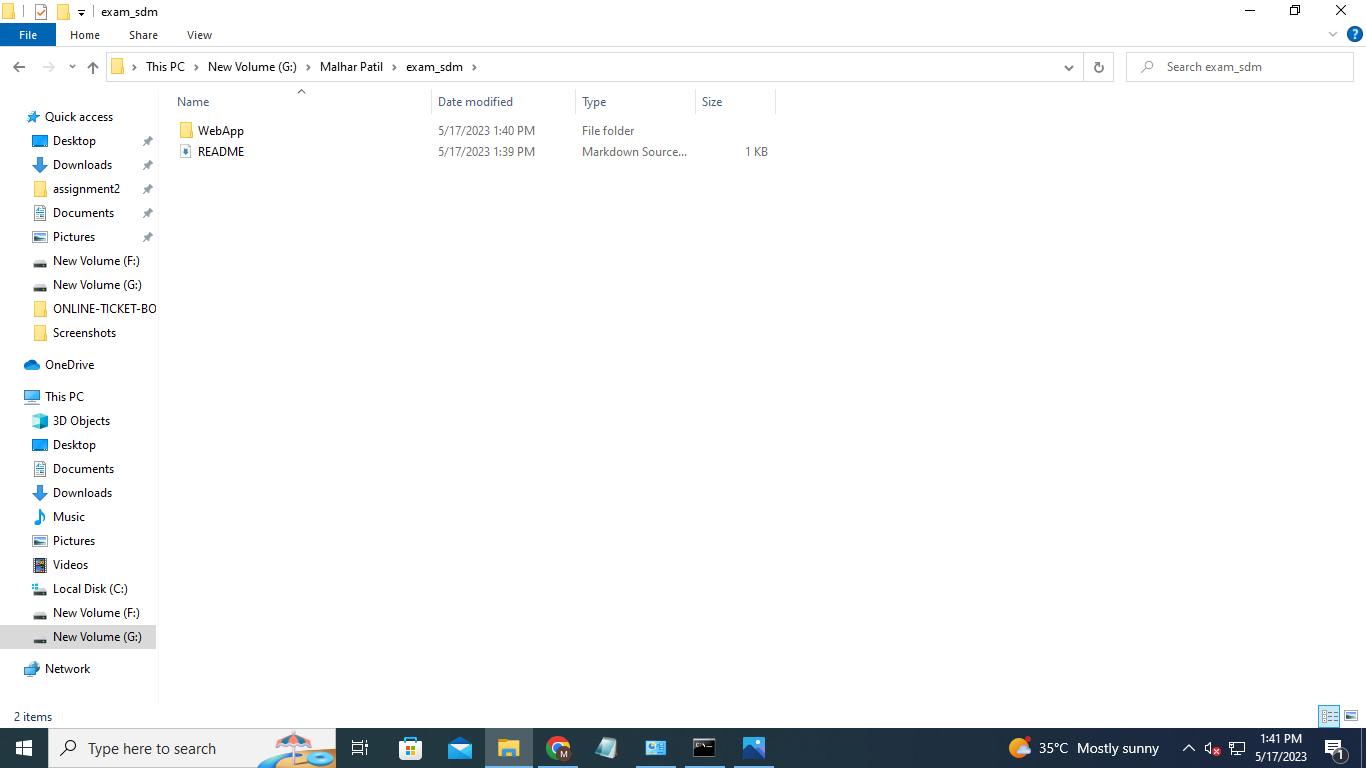 exam_sdm
File Home Share View
This PC New Volume (G:) Malhar Patil exam_sdm
Search exam_sdm
Name Date modified Type Size
WebApp 5/17/2023 1:40 PM File folder
README 5/17/2023 1:39 PM Markdown Source... 1 KB
Quick access
Desktop
Downloads
assignment2
Documents
Pictures
New Volume (F:)
New Volume (G:)
ONLINE-TICKET-BO
Screenshots
OneDrive
This PC
3D Objects
Desktop
Documents
Downloads
Music
Pictures
Videos
Local Disk (C:)
New Volume (F:)
New Volume (G:)
Network
2 items
Type here to search
M
35°C Mostly sunny
1:41 PM
5/17/2023
1